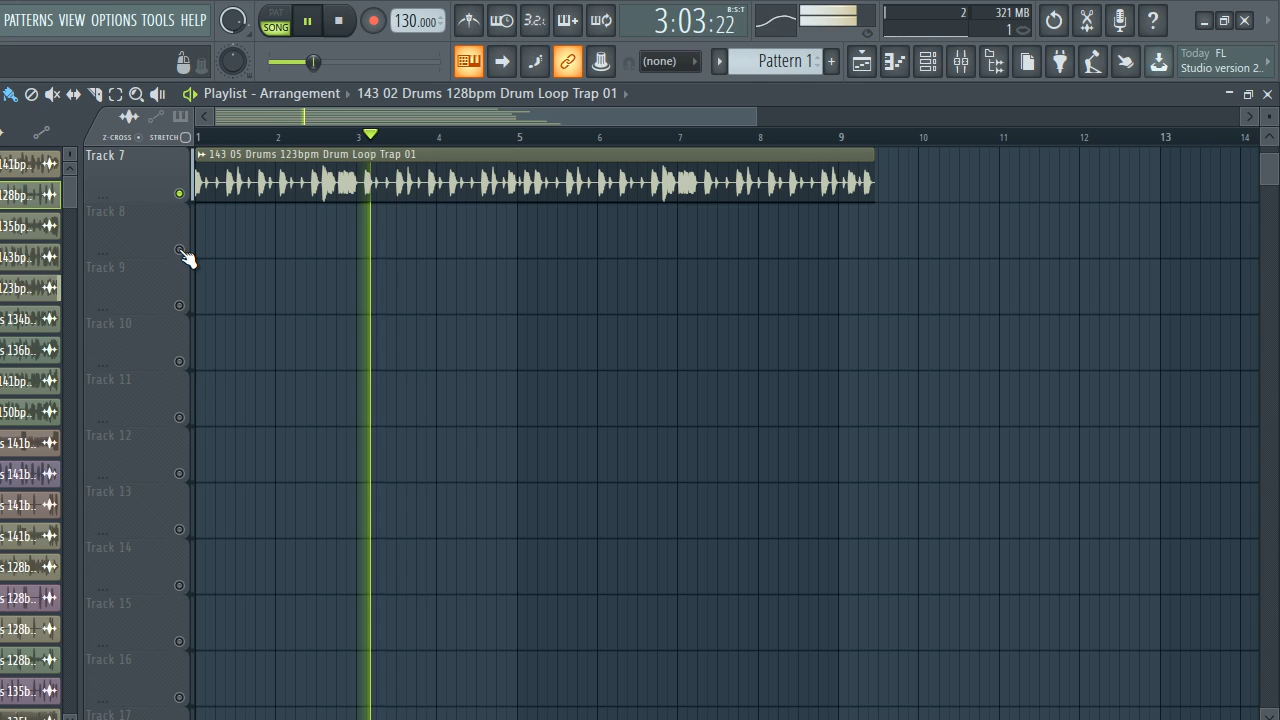 PATTERNS VIEW OPTIONS TOOLS HELP
PAT
SONG
130.000
3.2.
3:03:22
B:S:T
2
321 MB
1
(none)
Pattern 1
+
?
Today FL
Studio version 2..
Playlist - Arrangement 143 02 Drums 128bpm Drum Loop Trap 01
Z-CROSS STRETCH
1 2 3 4 5 6 7 8 9 10 11 12 13 14
143 05 Drums 123bpm Drum Loop Trap 01
Track 7
Track 8
Track 9
Track 10
Track 11
Track 12
Track 13
Track 14
Track 15
Track 16
Track 17
141bp..
128bp..
135bp..
143bp..
123bp..
s 134b..
s 136b..
141bp..
150bp..
s 141b..
s 141b..
s 141b..
s 141b..
s 128b..
s 128b..
s 128b..
s 128b..
s 135b..